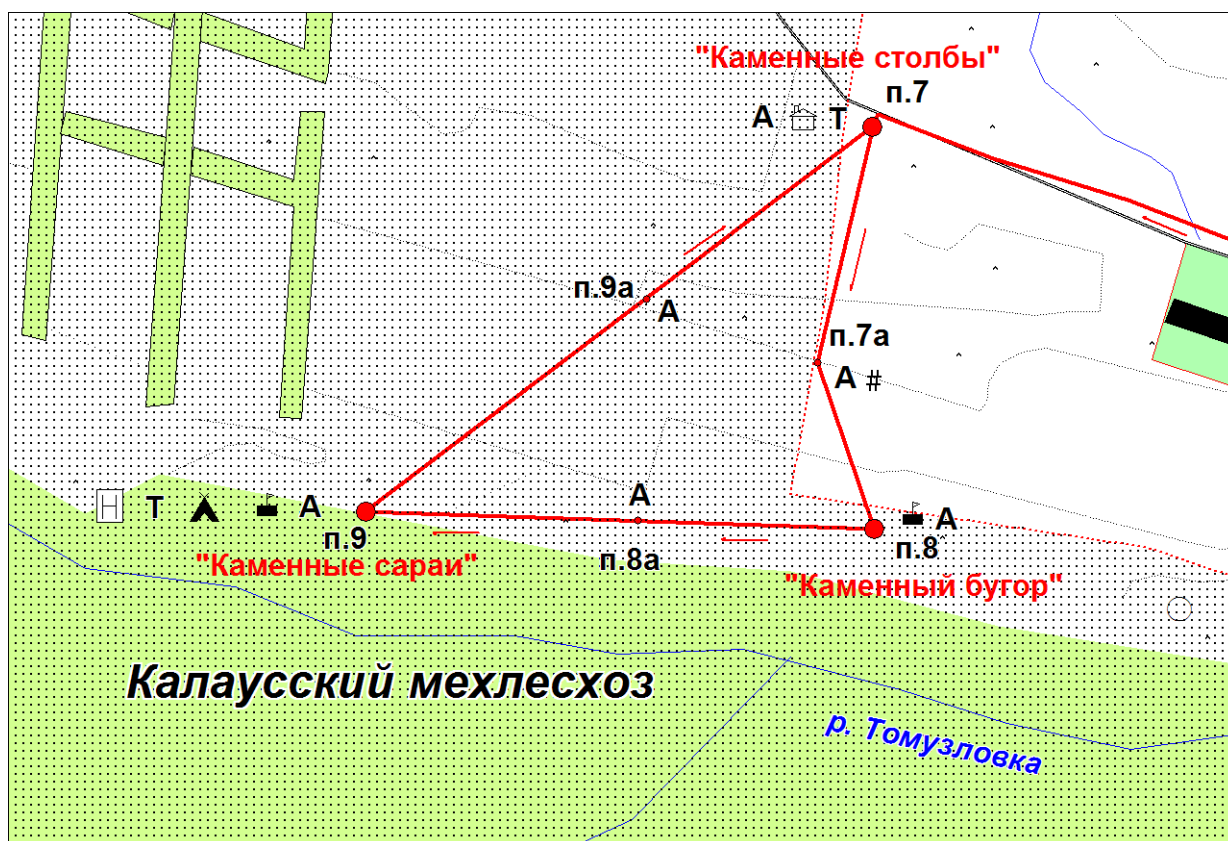 "Каменные столбы"
п.7
А Т
п.9а
А
п.7а
А #
Н Т А
А
А
п.9
п.8а
п.8
"Каменные сараи"
"Каменный бугор"
Калаусский мехлесхоз
р. Томузловка